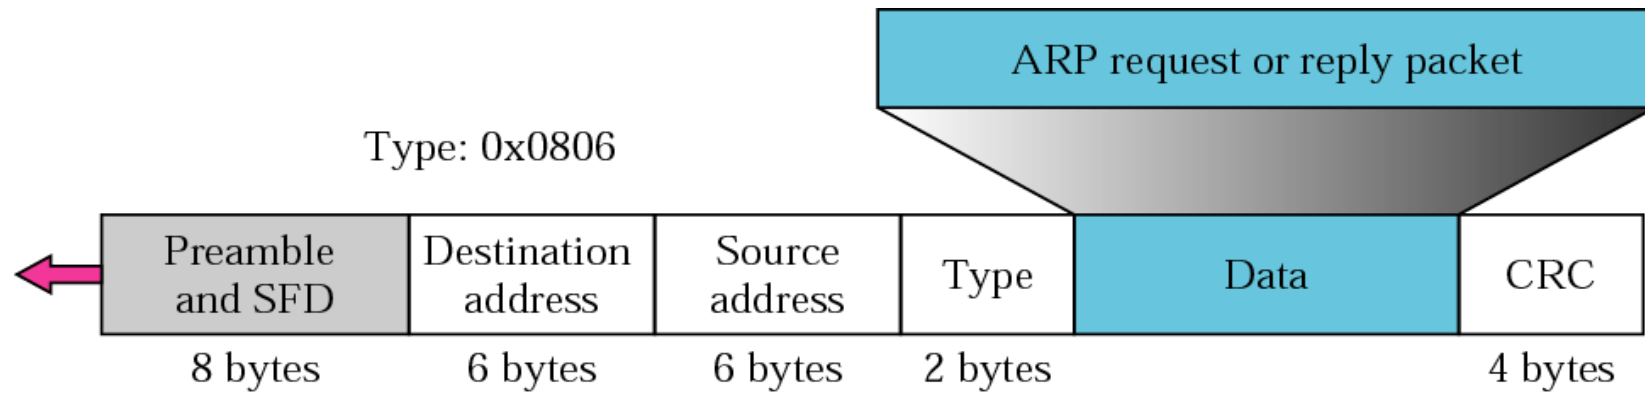 ARP request or reply packet
Type: 0x0806
Preamble
and SFD
Destination
address
Source
address
Type
Data
CRC
8 bytes
6 bytes
6 bytes
2 bytes
4 bytes